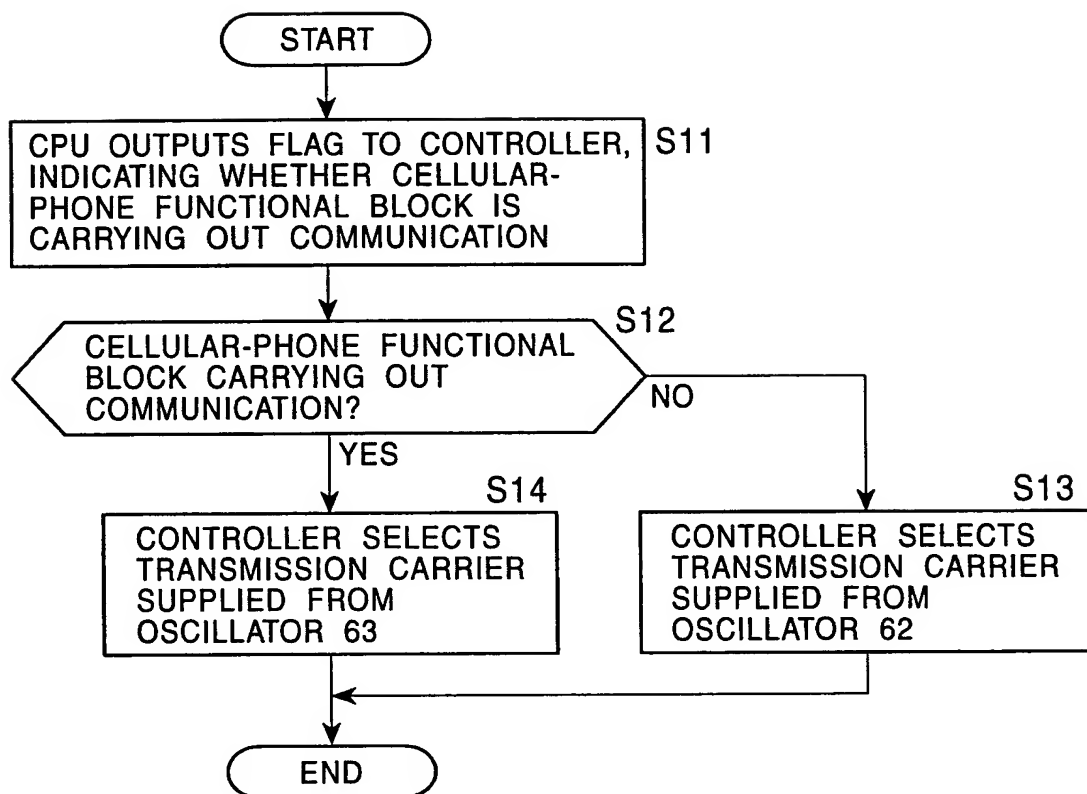 START
CPU OUTPUTS FLAG TO CONTROLLER,
INDICATING WHETHER CELLULAR-
PHONE FUNCTIONAL BLOCK IS
CARRYING OUT COMMUNICATION
S11
S12
CELLULAR-PHONE FUNCTIONAL
BLOCK CARRYING OUT
COMMUNICATION?
NO
YES
S14
CONTROLLER SELECTS
TRANSMISSION CARRIER
SUPPLIED FROM
OSCILLATOR 63
S13
CONTROLLER SELECTS
TRANSMISSION CARRIER
SUPPLIED FROM
OSCILLATOR 62
END